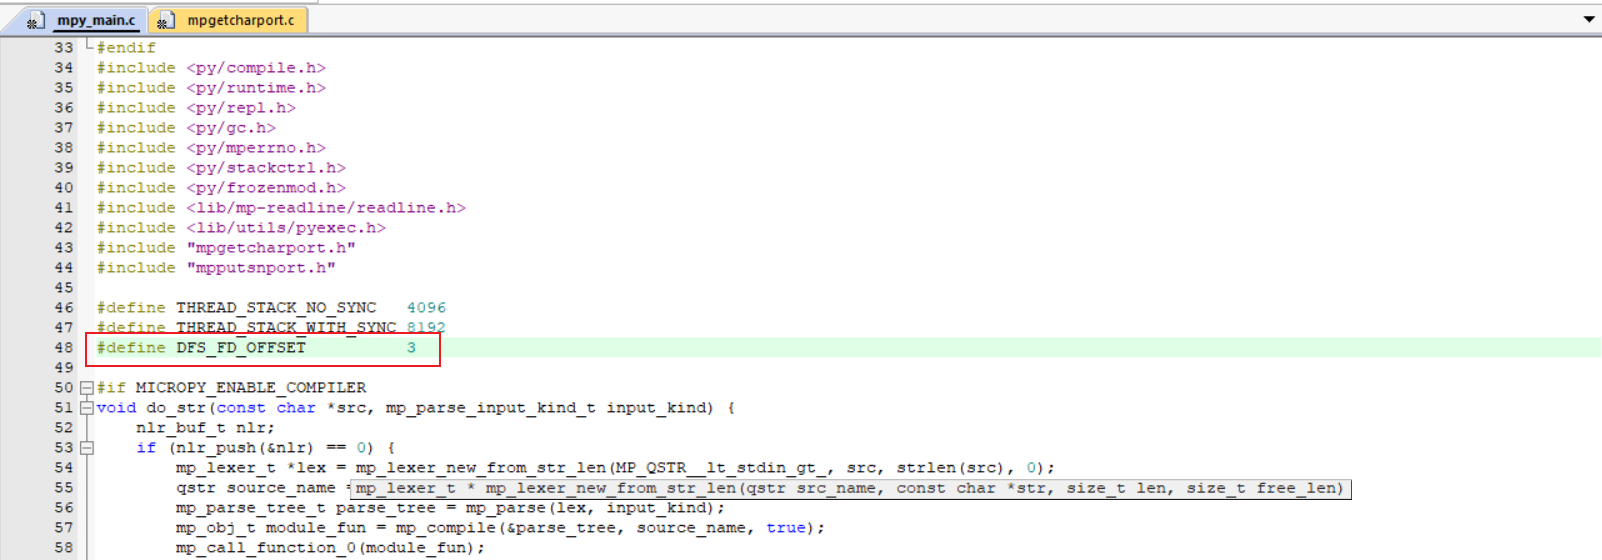 mpy_main.c mpgetcharport.c
33 #endif
34 #include <py/compile.h>
35 #include <py/runtime.h>
36 #include <py/repl.h>
37 #include <py/gc.h>
38 #include <py/mperrno.h>
39 #include <py/stackctrl.h>
40 #include <py/frozenmod.h>
41 #include <lib/mp-readline/readline.h>
42 #include <lib/utils/pyexec.h>
43 #include "mpgetcharport.h"
44 #include "mpputsnport.h"
45
46 #define THREAD_STACK_NO_SYNC   4096
47 #define THREAD_STACK_WITH_SYNC 8192
48 #define DFS_FD_OFFSET          3
49
50 #if MICROPY_ENABLE_COMPILER
51 void do_str(const char *src, mp_parse_input_kind_t input_kind) {
52     nlr_buf_t nlr;
53     if (nlr_push(&nlr) == 0) {
54         mp_lexer_t *lex = mp_lexer_new_from_str_len(MP_QSTR__lt_stdin_gt_, src, strlen(src), 0);
55         qstr source_name = mp_lexer_t * mp_lexer_new_from_str_len(qstr src_name, const char *str, size_t len, size_t free_len)
56         mp_parse_tree_t parse_tree = mp_parse(lex, input_kind);
57         mp_obj_t module_fun = mp_compile(&parse_tree, source_name, true);
58         mp_call_function_0(module_fun);